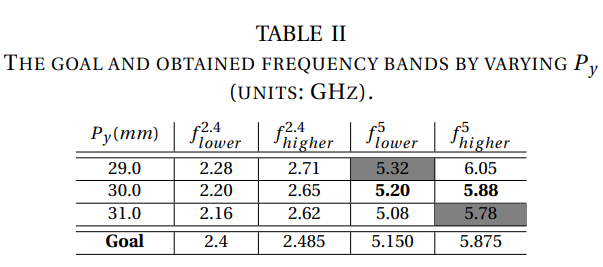 TABLE II
THE GOAL AND OBTAINED FREQUENCY BANDS BY VARYING Py
(UNITS: GHZ).
Py(mm) f2.4lower f2.4higher f5lower f5higher
29.0 2.28 2.71 5.32 6.05
30.0 2.20 2.65 5.20 5.88
31.0 2.16 2.62 5.08 5.78
Goal 2.4 2.485 5.150 5.875